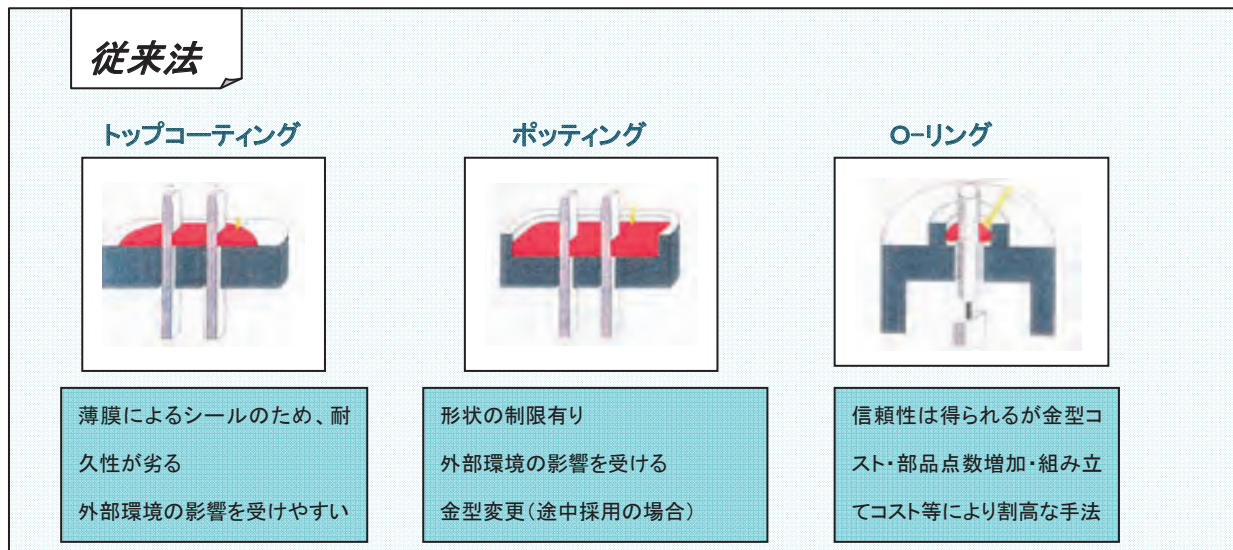 従来法
トップコーティング
薄膜によるシールのため、耐
久性が劣る
外部環境の影響を受けやすい
ポッティング
形状の制限有り
外部環境の影響を受ける
金型変更(途中採用の場合)
O-リング
信頼性は得られるが金型コ
スト・部品点数増加・組み立
てコスト等により割高な手法